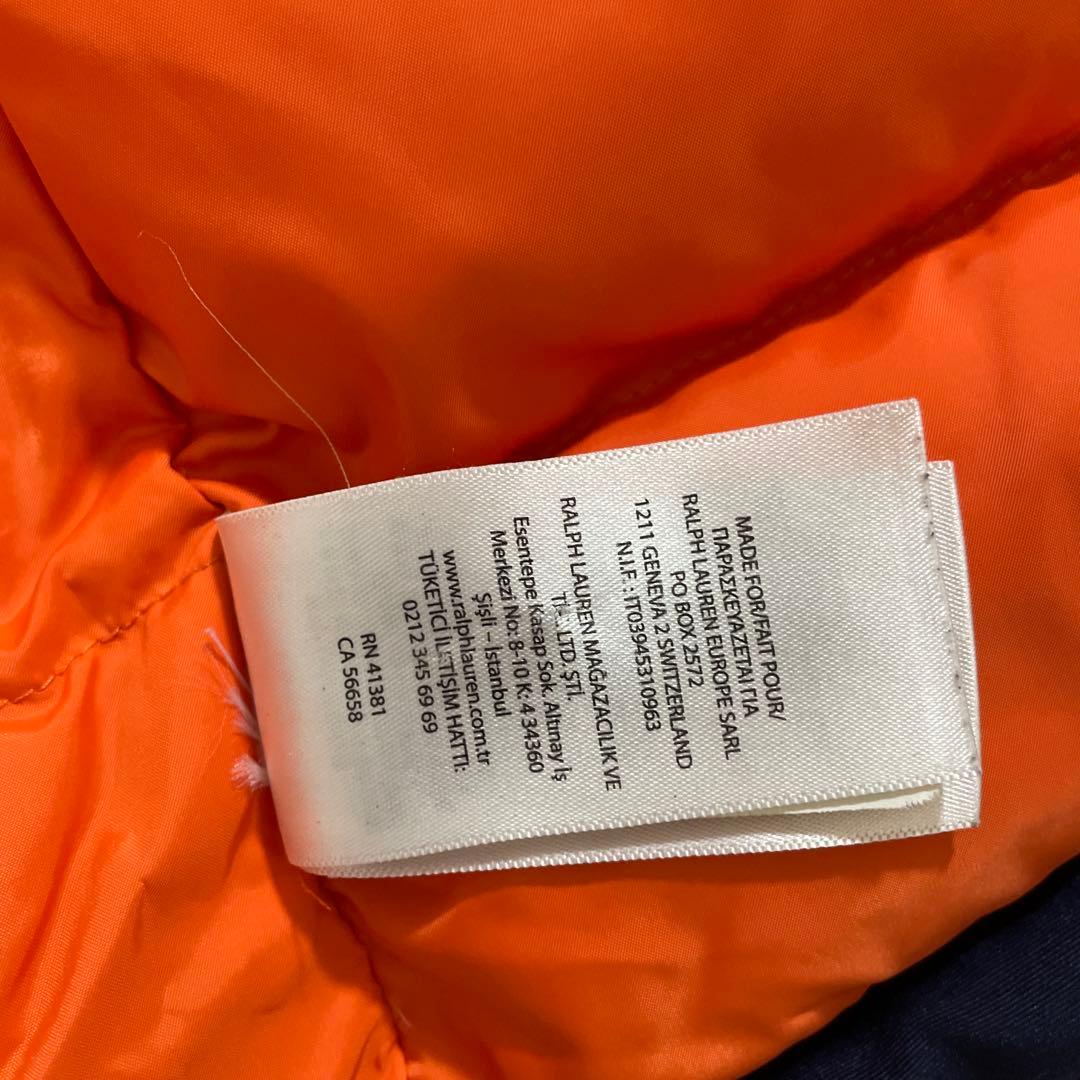 MADE FOR/FAIT POUR/
ΠΑΡΑΣΚΕΥΑΖΕΤΑΙ ΓΙΑ
RALPH LAUREN EUROPE SARL
PO BOX 2572
1211 GENEVA 2 SWITZERLAND
N.I.F. : IT03945310963
RALPH LAUREN MAĞAZACILIK VE
LTD. ŞTİ.
Esentepe Kasap Sok. Altınay İş
Merkezi No: 8-10 K: 4 34360
Şişli – İstanbul
www.ralphlauren.com.tr
TÜKETİCİ İLETİŞİM HATTI:
0212 345 69 69
RN 41381
CA 56658